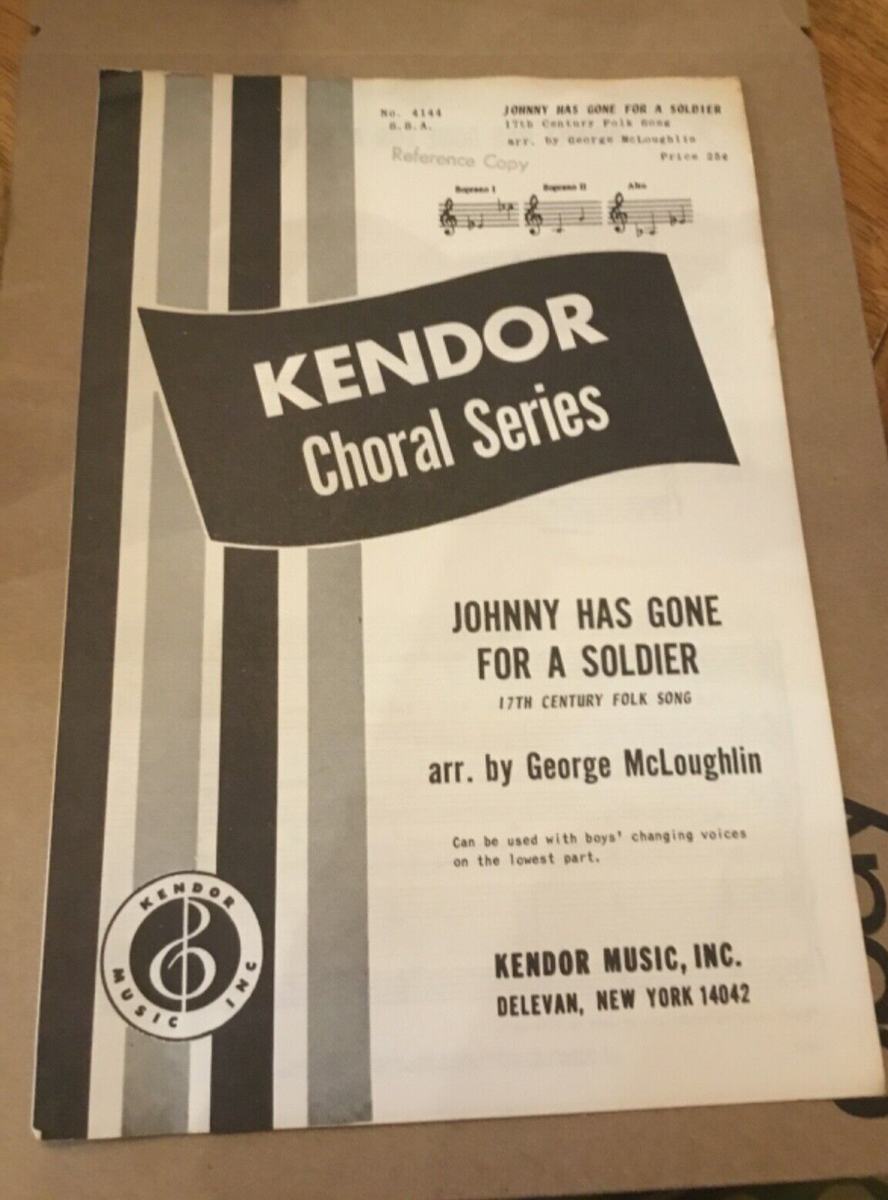 No. 4144
S.S.A.
JOHNNY HAS GONE FOR A SOLDIER
17th Century Folk Song
arr. by George McLoughlin
Price 25¢
Reference Copy
Soprano I
Soprano II
Alto
KENDOR
Choral Series
JOHNNY HAS GONE
FOR A SOLDIER
17TH CENTURY FOLK SONG
arr. by George McLoughlin
Can be used with boys' changing voices
on the lowest part.
KENDOR
MUSIC INC
KENDOR MUSIC, INC.
DELEVAN, NEW YORK 14042